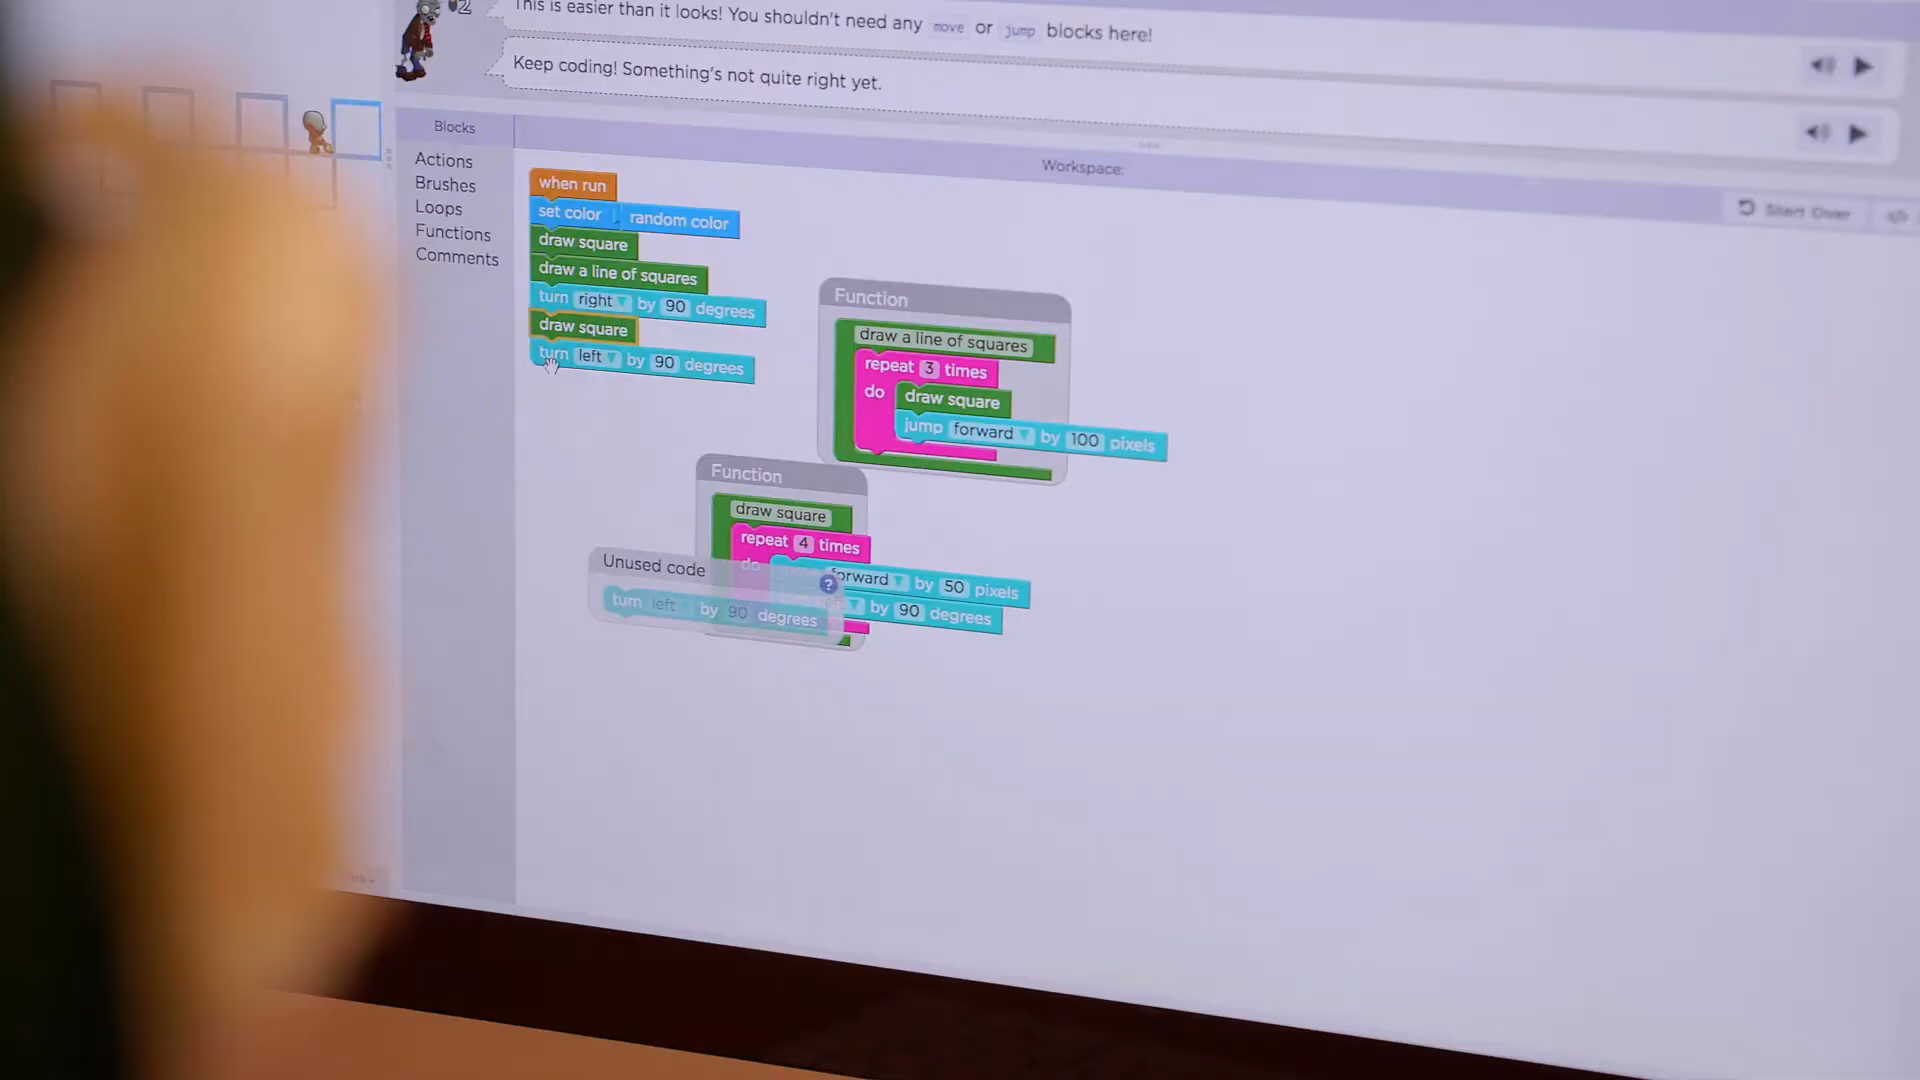 This is easier than it looks! You shouldn't need any move or jump blocks here!
Keep coding! Something's not quite right yet.
Blocks
Workspace:
Start Over
Actions
Brushes
Loops
Functions
Comments
when run
set color random color
draw square
draw a line of squares
turn right by 90 degrees
draw square
turn left by 90 degrees
Function
draw a line of squares
repeat 3 times
do
draw square
jump forward by 100 pixels
Function
draw square
repeat 4 times
do
forward by 50 pixels
by 90 degrees
Unused code
?
turn left by 90 degrees